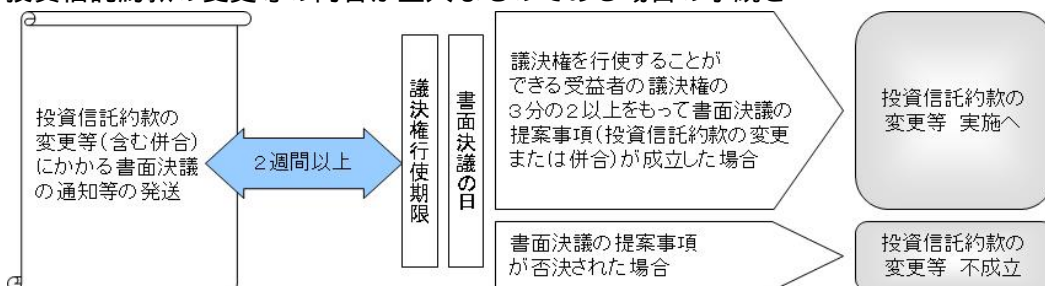 投資信託約款の変更等の内容が重大なものである場合の手続き
投資信託約款の
変更等(含む併合)
にかかる書面決議
の通知等の発送
2週間以上
議決権行使期限
書面決議の日
議決権を行使することが
できる受益者の議決権の
3分の2以上をもって書面決議の
提案事項(投資信託約款の変更
または併合)が成立した場合
投資信託約款の
変更等 実施へ
書面決議の提案事項
が否決された場合
投資信託約款の
変更等 不成立